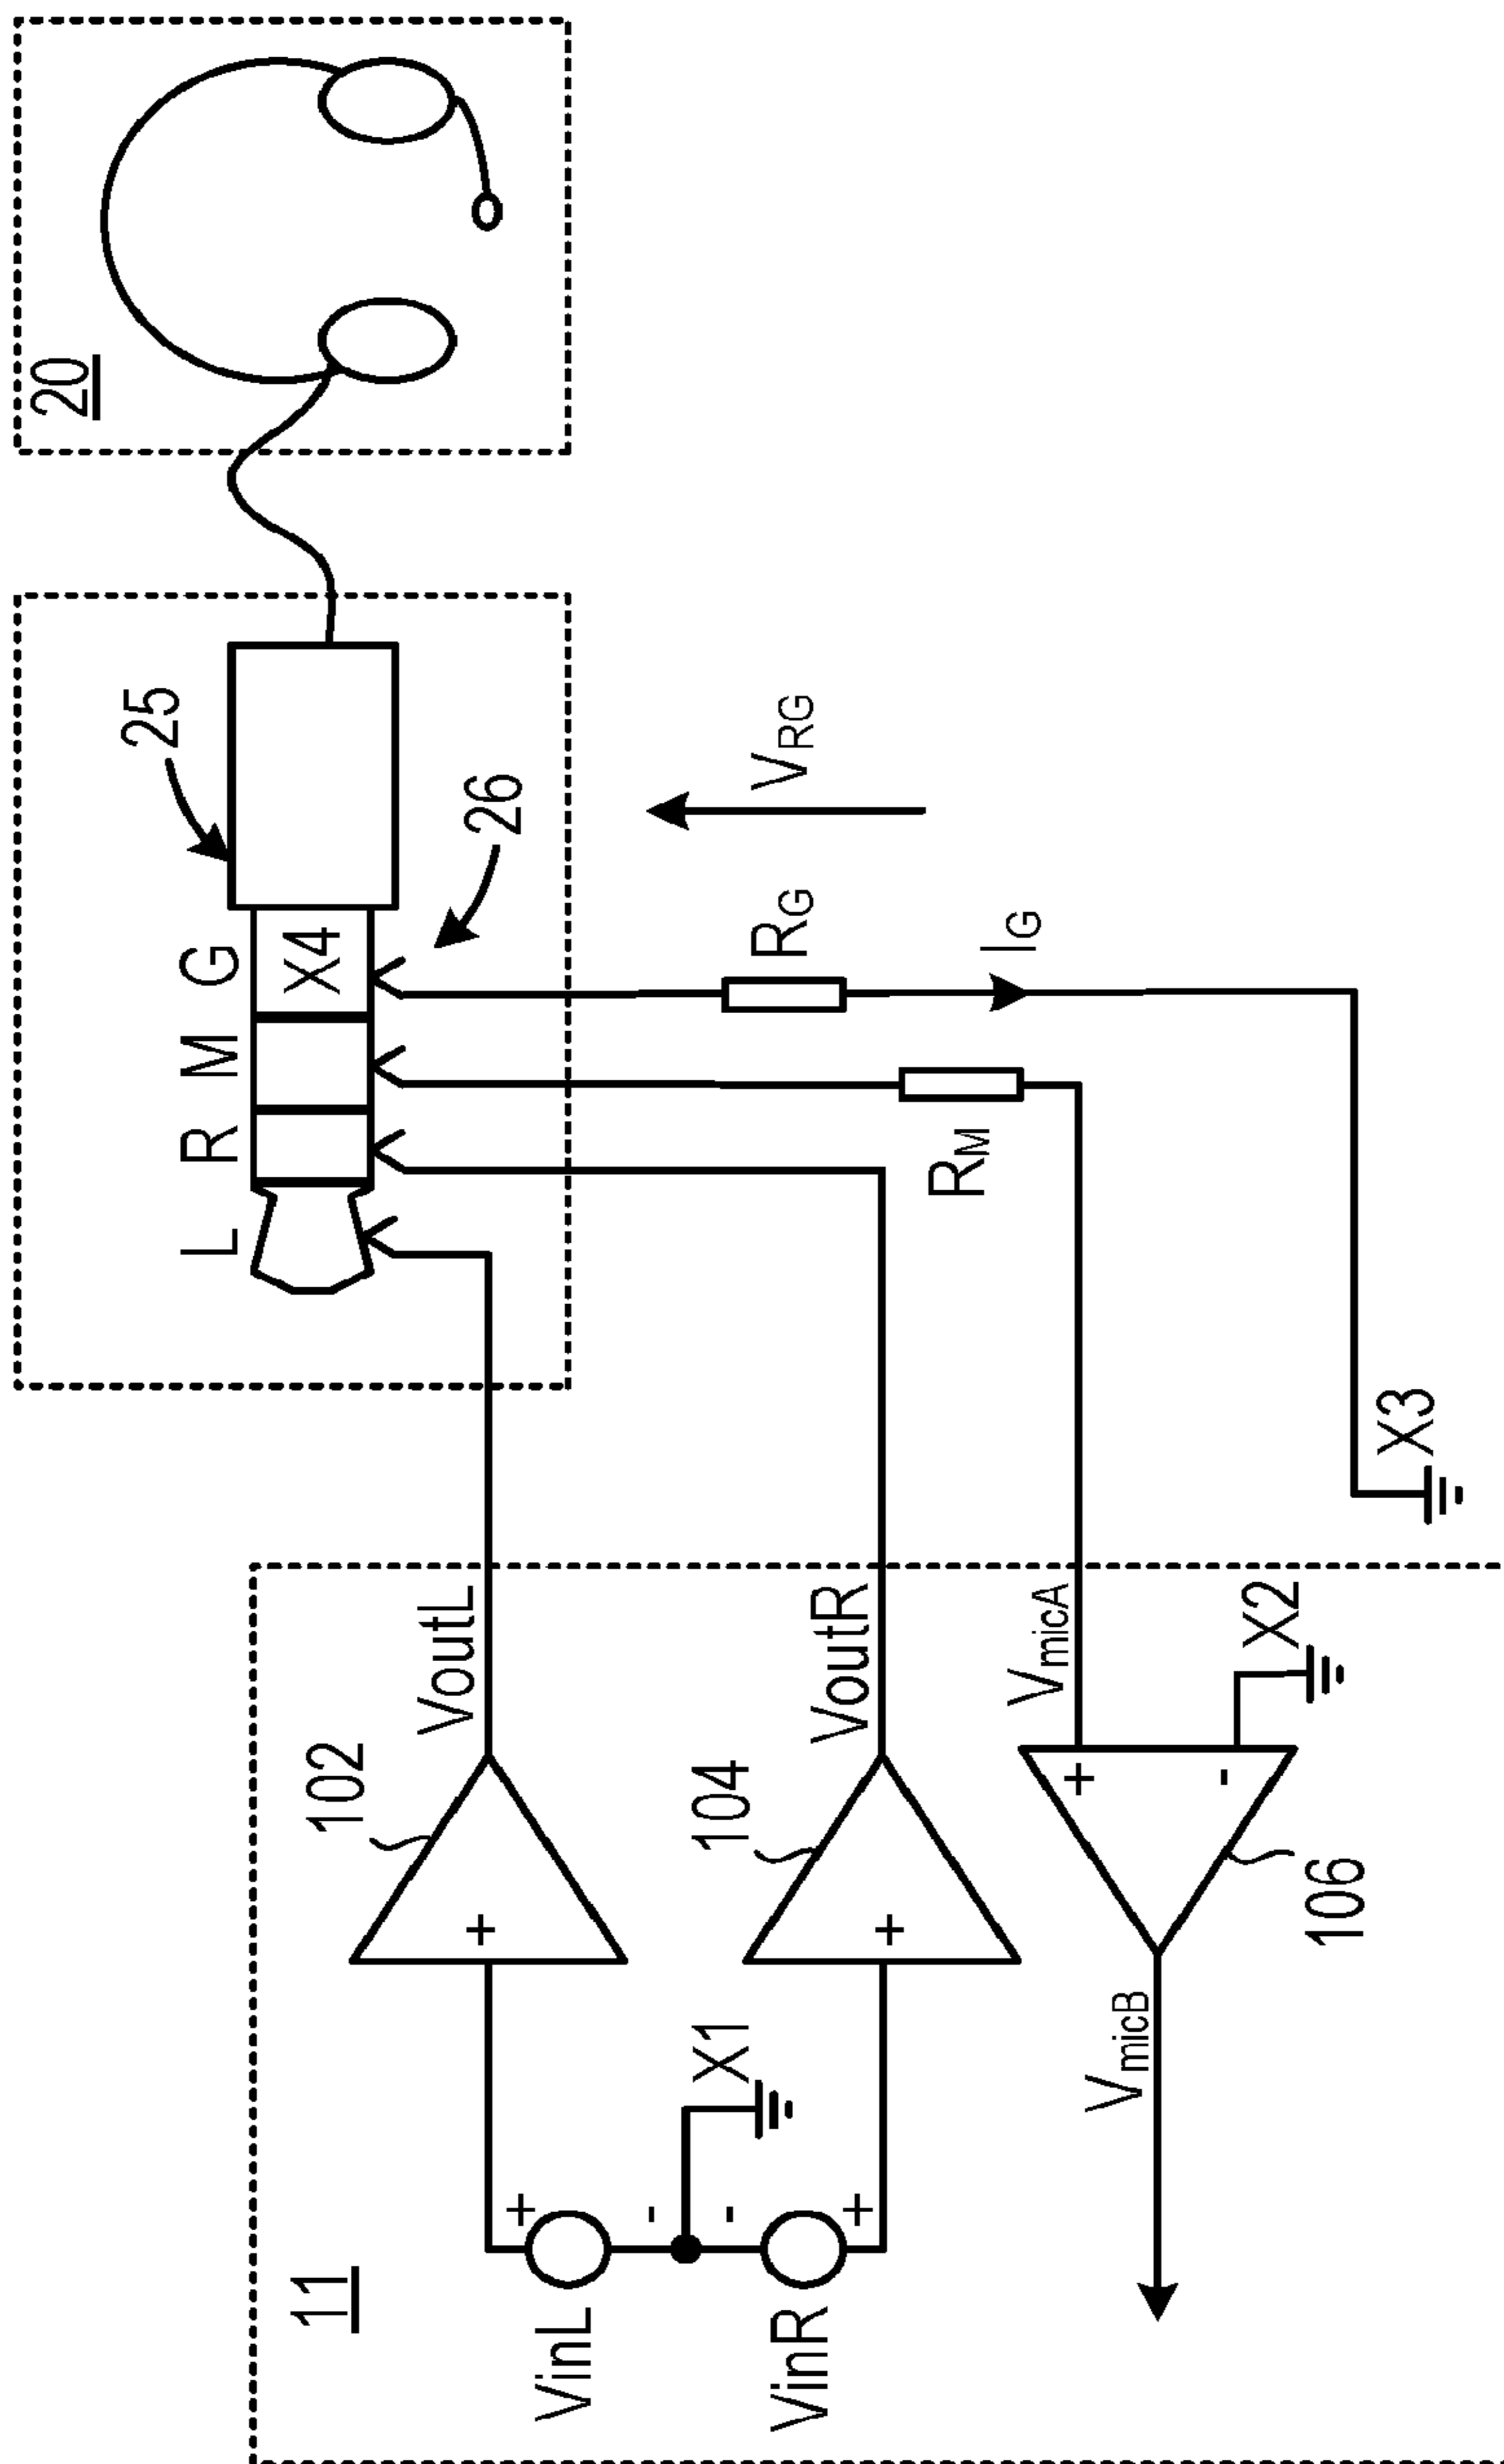 11
VinL
VinR
+
-
-
+
X1
102
+
VoutL
104
+
VoutR
V_micB
106
+
-
V_micA
X2
X3
L
R
M
G
X4
25
26
R_M
R_G
I_G
V_RG
20